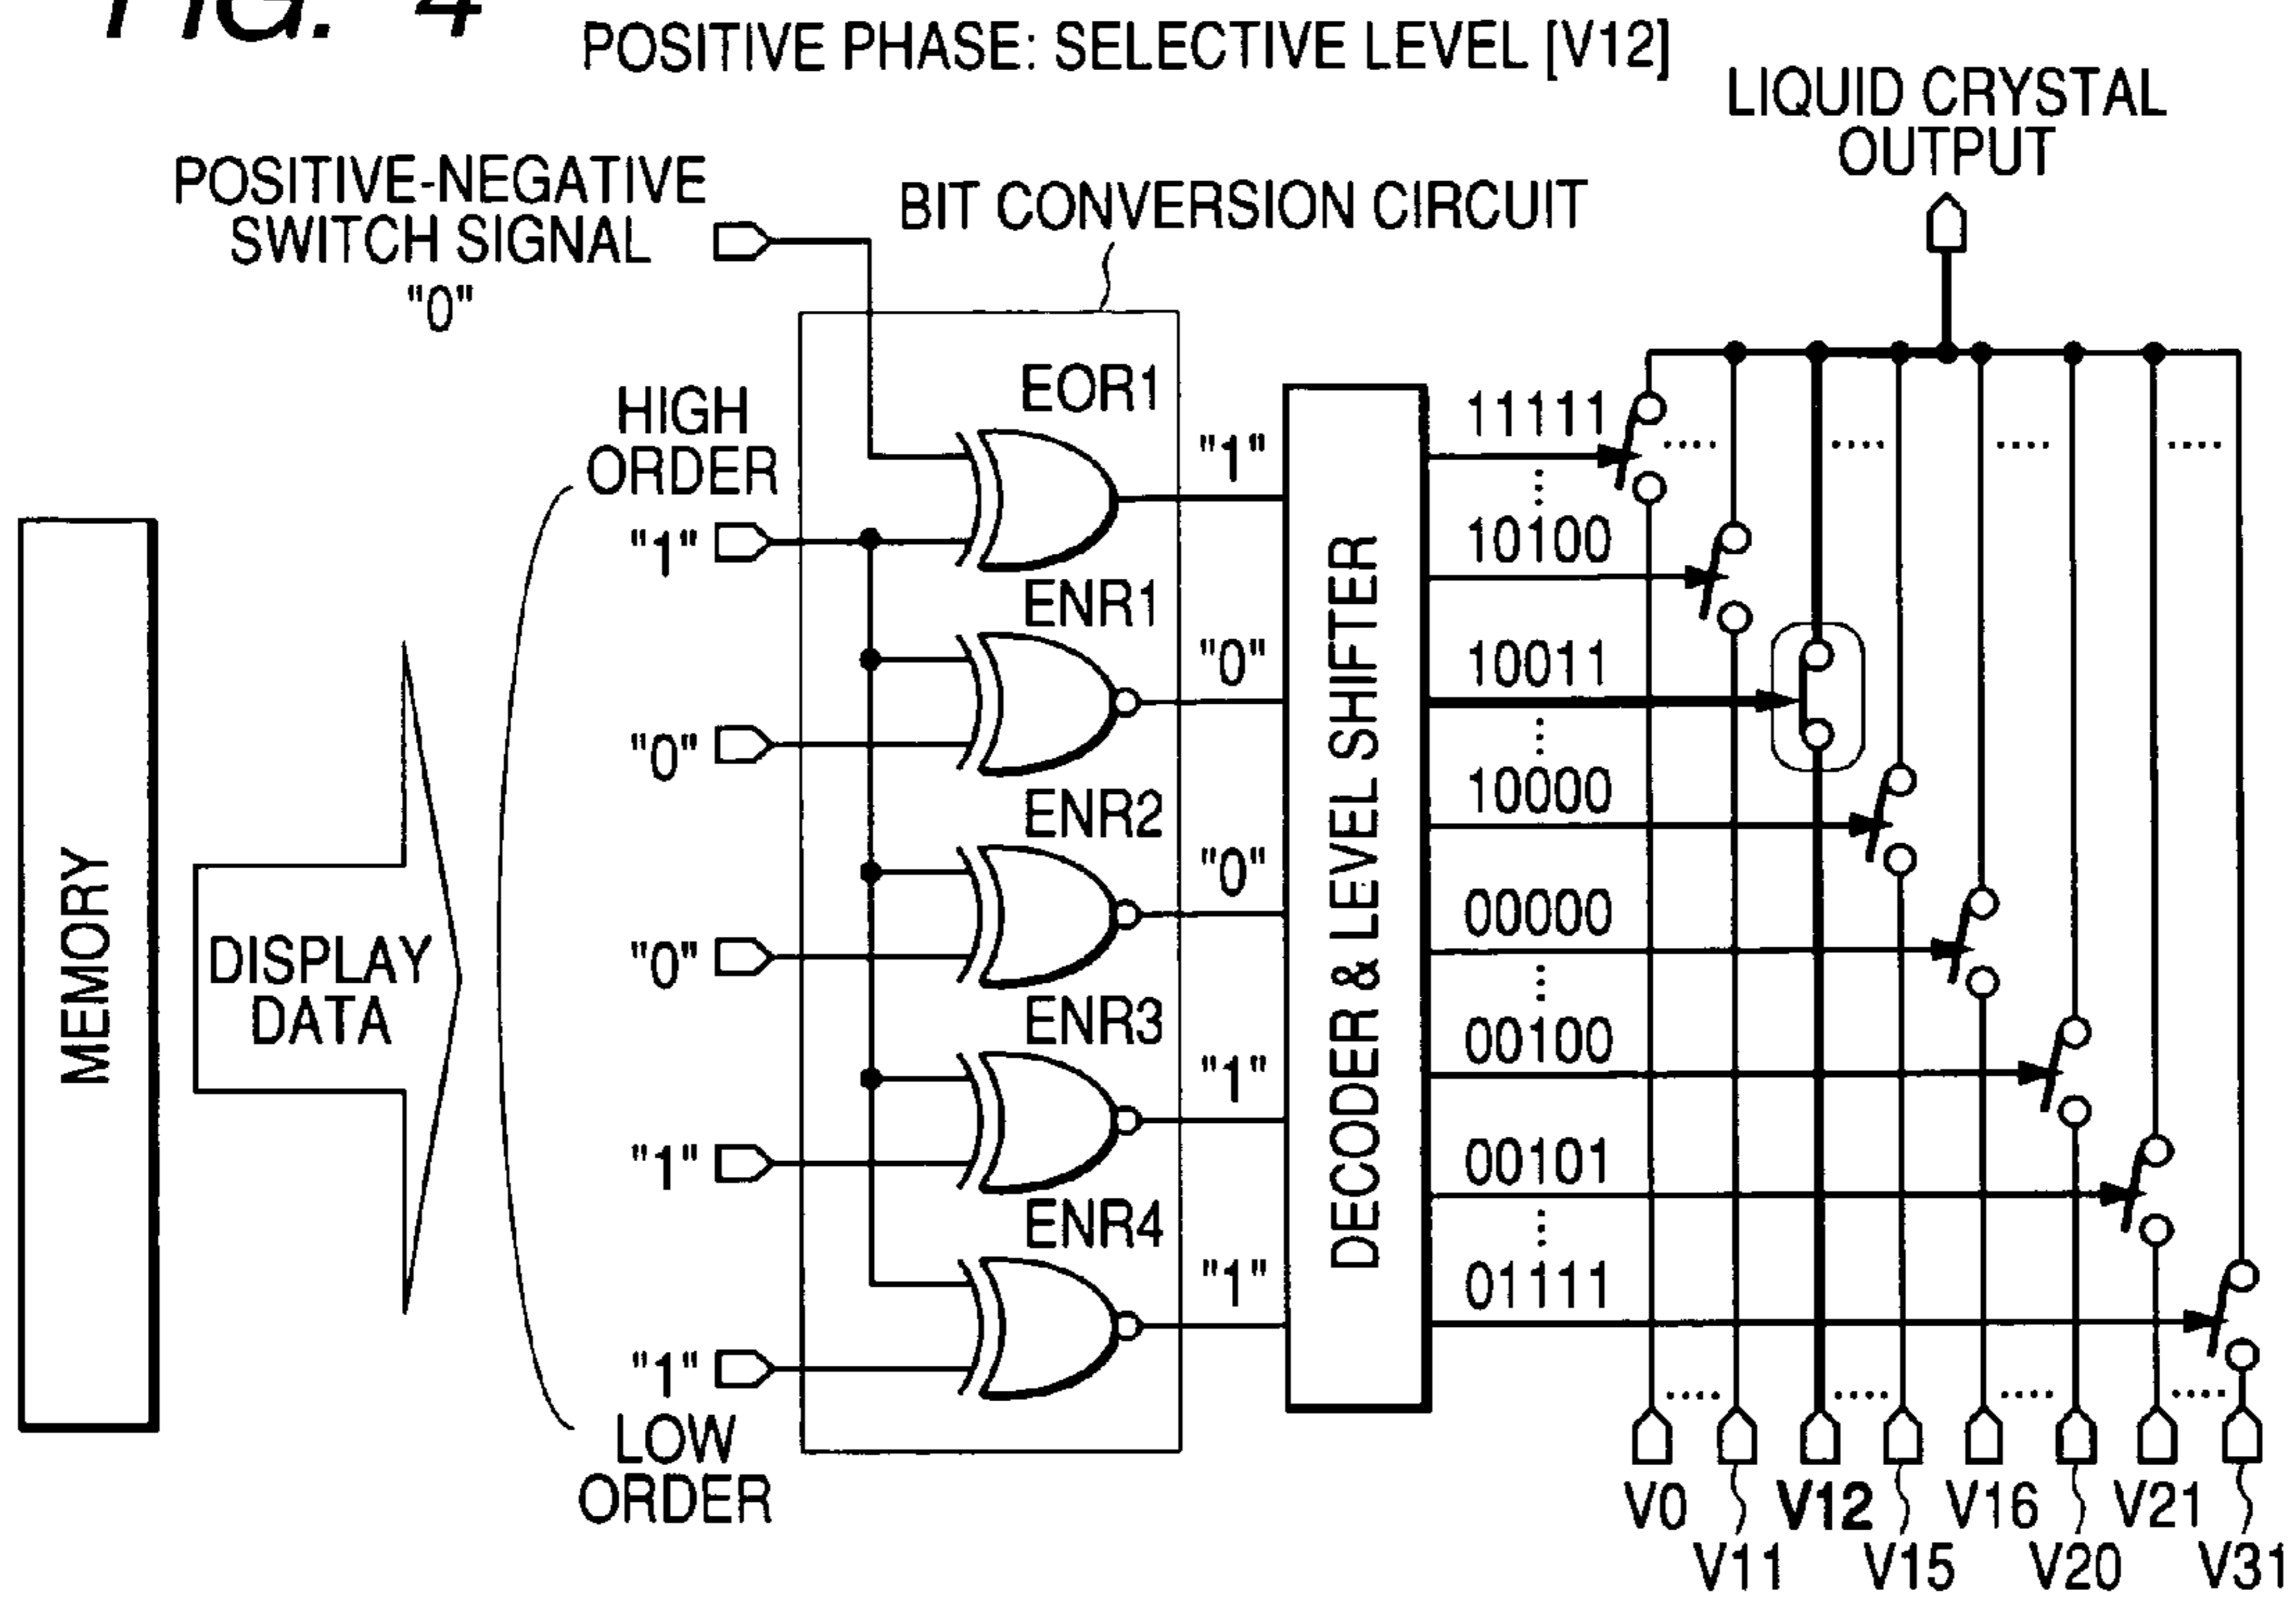 FIG. 4
POSITIVE PHASE: SELECTIVE LEVEL [V12]
LIQUID CRYSTAL
OUTPUT
POSITIVE-NEGATIVE
SWITCH SIGNAL
"0"
BIT CONVERSION CIRCUIT
HIGH
ORDER
"1"
"0"
"0"
"1"
"1"
LOW
ORDER
MEMORY
DISPLAY
DATA
EOR1
ENR1
ENR2
ENR3
ENR4
"1"
"0"
"0"
"1"
"1"
DECODER & LEVEL SHIFTER
11111
10100
10011
10000
00000
00100
00101
01111
V0
V11
V12
V15
V16
V20
V21
V31